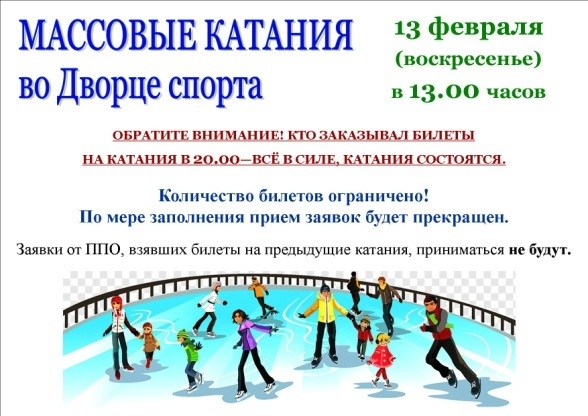 МАССОВЫЕ КАТАНИЯ
во Дворце спорта
13 февраля
(воскресенье)
в 13.00 часов
ОБРАТИТЕ ВНИМАНИЕ! КТО ЗАКАЗЫВАЛ БИЛЕТЫ
НА КАТАНИЯ В 20.00—ВСЁ В СИЛЕ, КАТАНИЯ СОСТОЯТСЯ.
Количество билетов ограничено!
По мере заполнения прием заявок будет прекращен.
Заявки от ППО, взявших билеты на предыдущие катания, приниматься не будут.